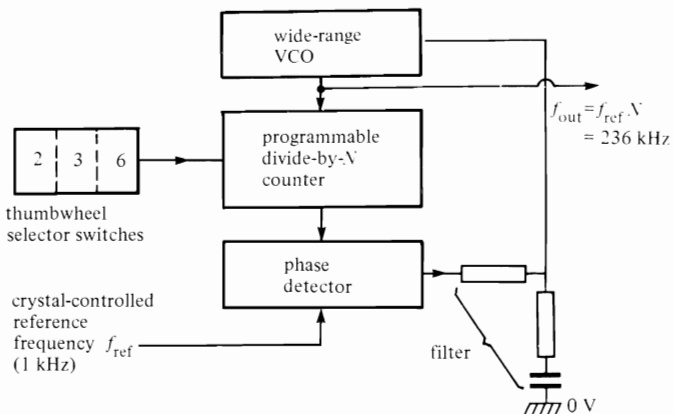 wide-range
VCO
f_out = f_ref N
= 236 kHz
programmable
divide-by-N
counter
2 3 6
thumbwheel
selector switches
phase
detector
crystal-controlled
reference
frequency f_ref
(1 kHz)
filter
0 V